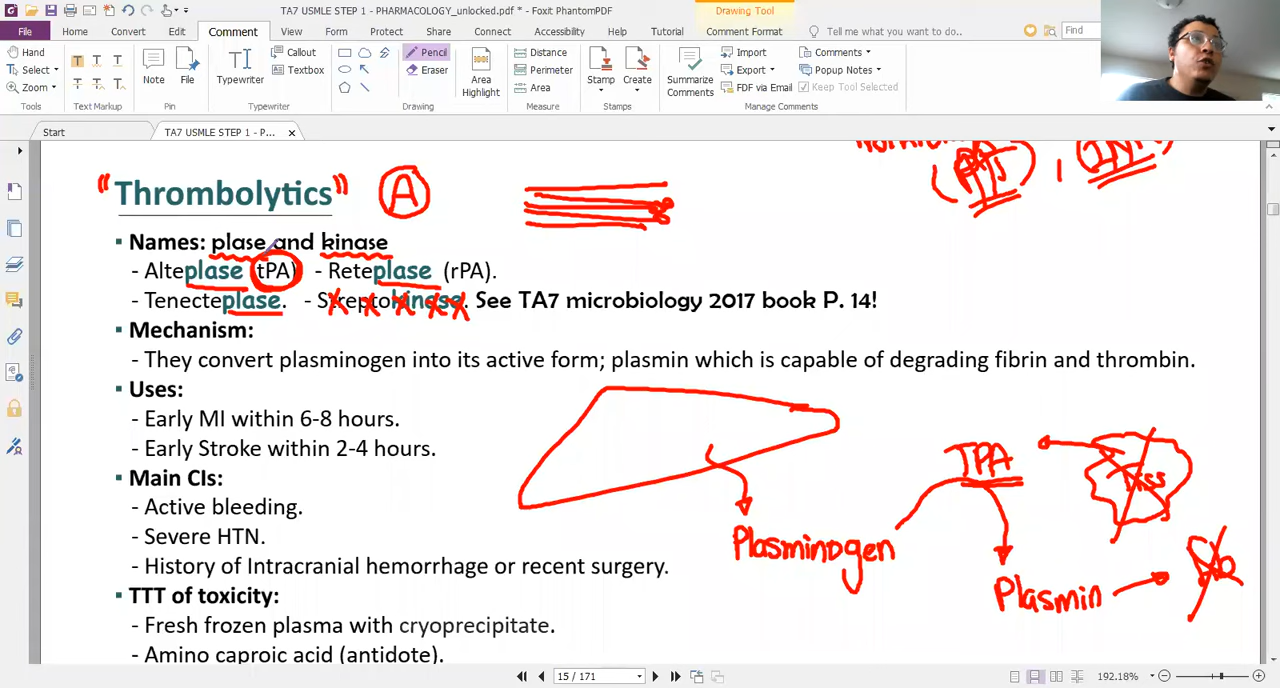 TA7 USMLE STEP 1 - PHARMACOLOGY_unlocked.pdf * - Foxit PhantomPDF
Drawing Tool
File Home Convert Edit Comment View Form Protect Share Connect Accessibility Help Tutorial Comment Format Tell me what you want to do.. Find
Hand
Select
Zoom
Tools
Text Markup
Note
File
Pin
Typewriter
Callout
Textbox
Typewriter
Pencil
Eraser
Drawing
Area Highlight
Distance
Perimeter
Area
Measure
Stamp
Create
Stamps
Summarize Comments
Import
Export
FDF via Email
Comments
Popup Notes
Keep Tool Selected
Manage Comments
Start
TA7 USMLE STEP 1 - P...
"Thrombolytics" A
Names: plase and kinase
- Alteplase (tPA) - Reteplase (rPA).
- Tenecteplase. - Streptokinase. See TA7 microbiology 2017 book P. 14!
Mechanism:
- They convert plasminogen into its active form; plasmin which is capable of degrading fibrin and thrombin.
Uses:
- Early MI within 6-8 hours.
- Early Stroke within 2-4 hours.
Main CIs:
- Active bleeding.
- Severe HTN.
- History of Intracranial hemorrhage or recent surgery.
TTT of toxicity:
- Fresh frozen plasma with cryoprecipitate.
- Amino caproic acid (antidote).
TPA
Plasminogen
Plasmin
15 / 171
192.18%